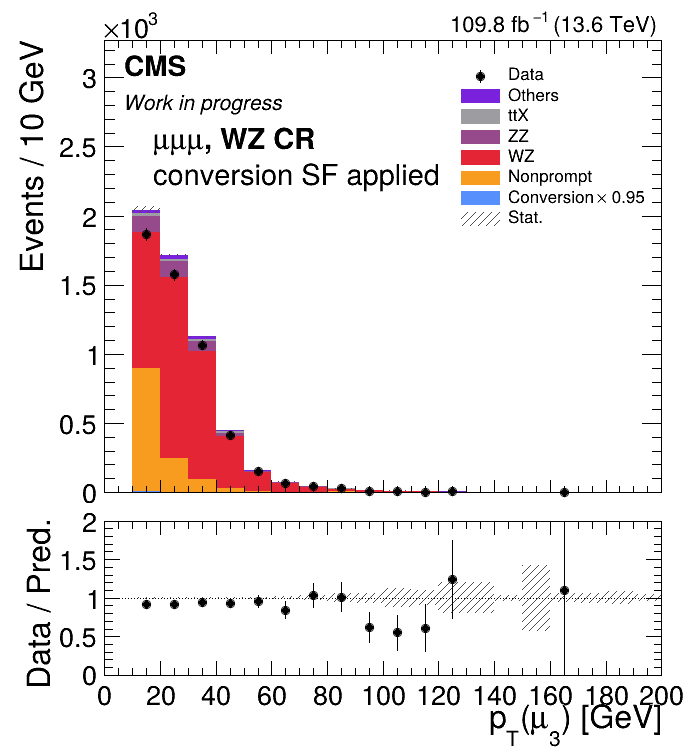 ×10³ 109.8 fb⁻¹ (13.6 TeV)
CMS
Work in progress
μμμ, WZ CR
conversion SF applied
Data
Others
ttX
ZZ
WZ
Nonprompt
Conversion × 0.95
Stat.
Events / 10 GeV
3
2.5
2
1.5
1
0.5
0
Data / Pred.
2
1.5
1
0.5
0
0 20 40 60 80 100 120 140 160 180 200
p_T(μ₃) [GeV]